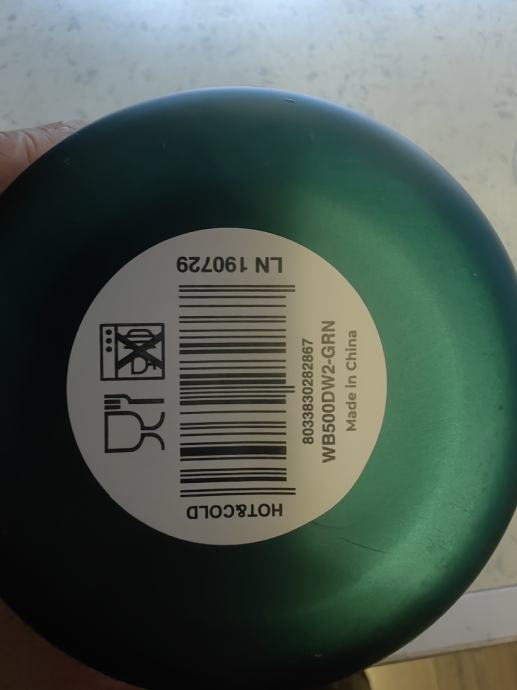 LN 190729
8033830282867
WB500DW2-GRN
Made in China
HOT&COLD